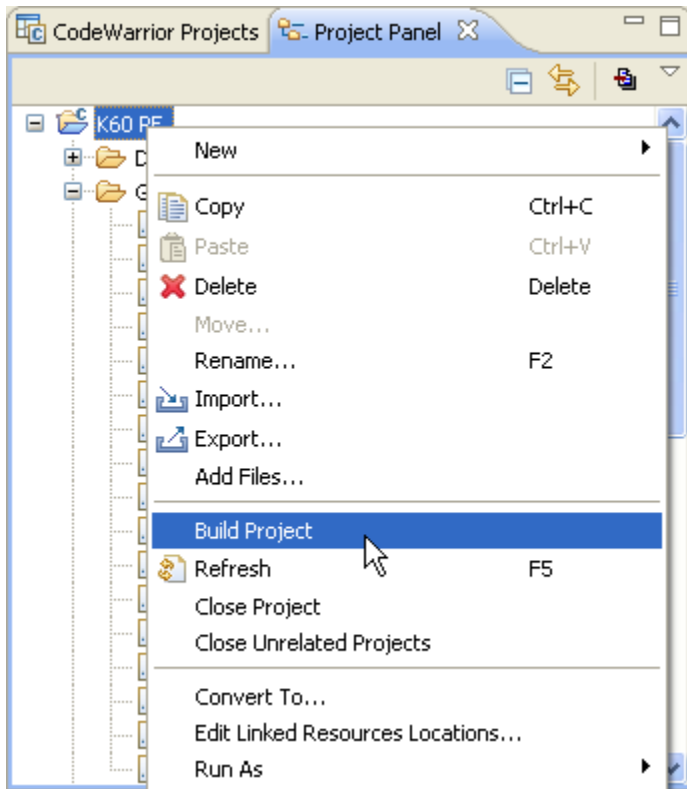 CodeWarrior Projects Project Panel
K60
D
G
New
Copy Ctrl+C
Paste Ctrl+V
Delete Delete
Move...
Rename... F2
Import...
Export...
Add Files...
Build Project
Refresh F5
Close Project
Close Unrelated Projects
Convert To...
Edit Linked Resources Locations...
Run As